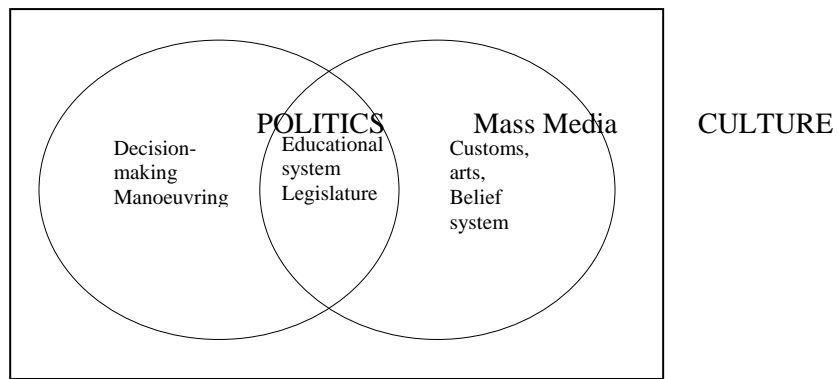 POLITICS Mass Media CULTURE
Decision-
making
Manoeuvring
Educational
system
Legislature
Customs,
arts,
Belief
system